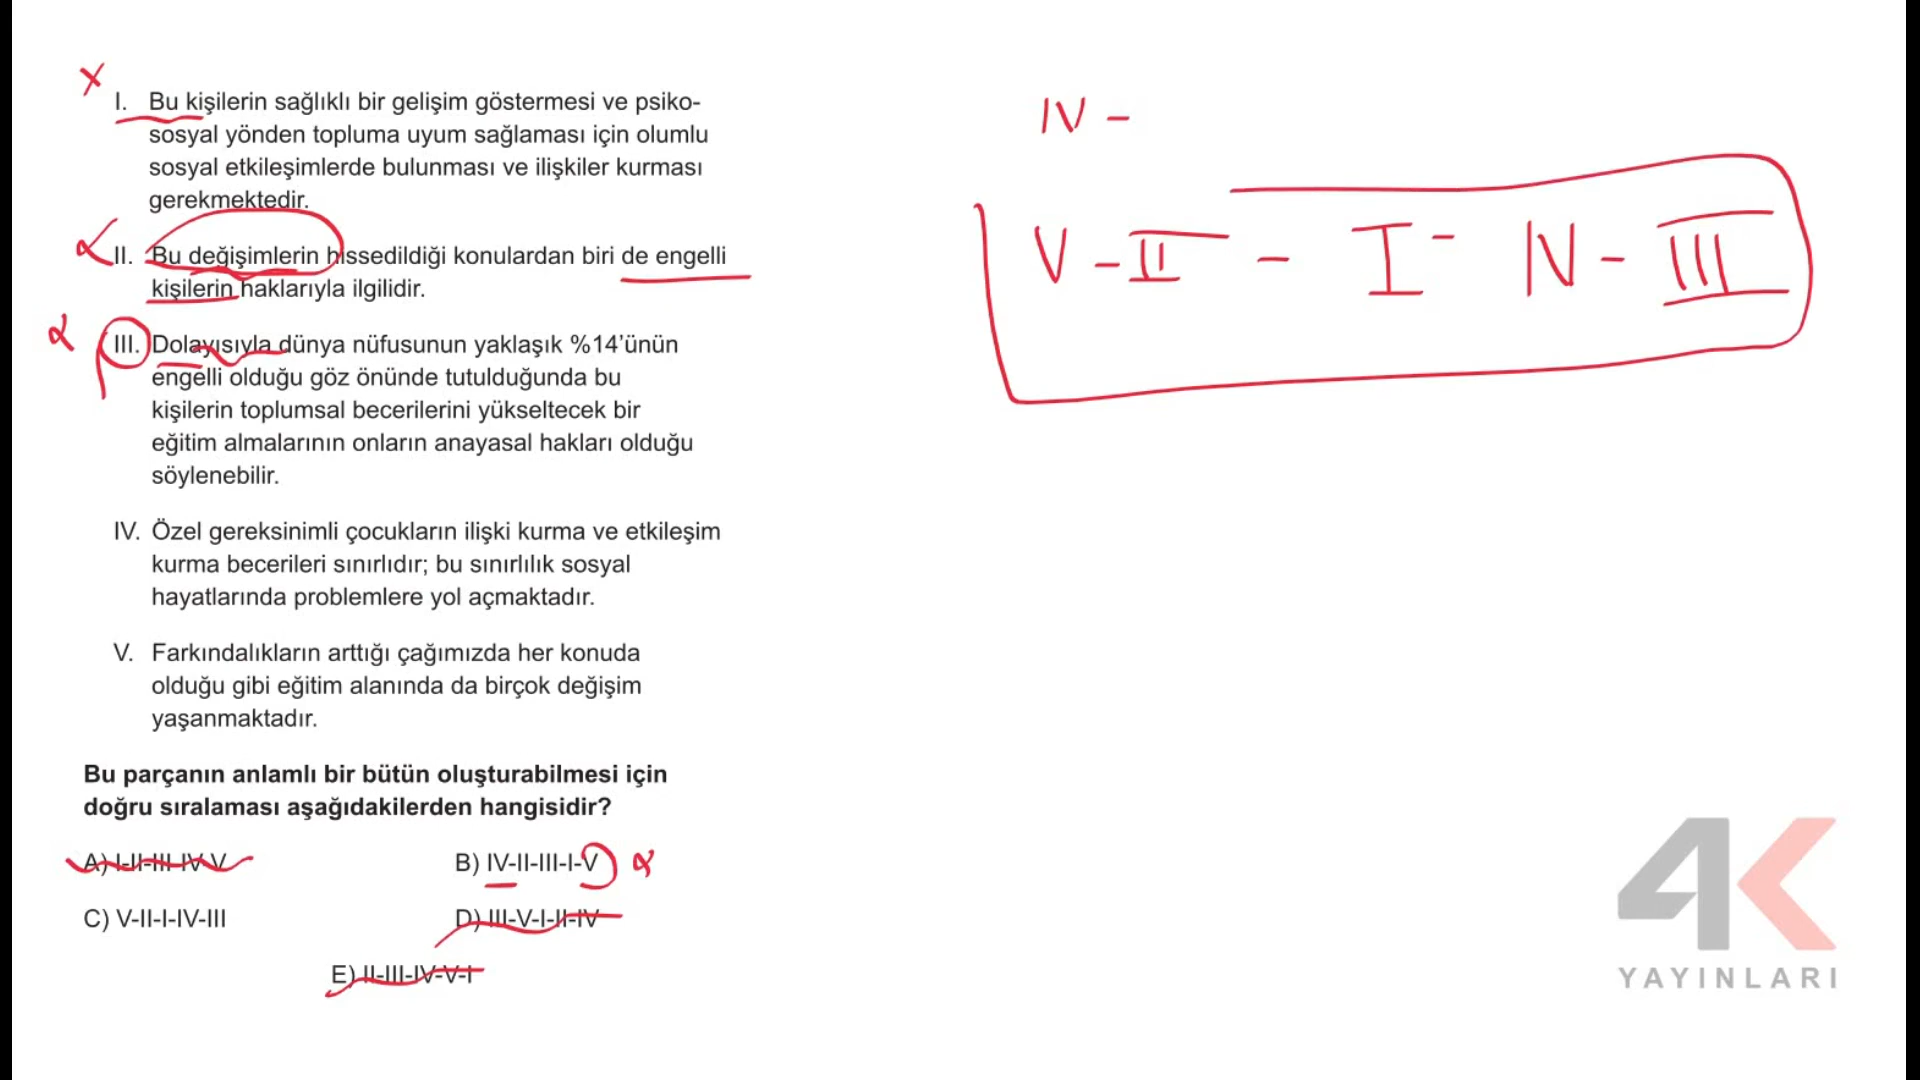 I. Bu kişilerin sağlıklı bir gelişim göstermesi ve psiko-
sosyal yönden topluma uyum sağlaması için olumlu
sosyal etkileşimlerde bulunması ve ilişkiler kurması
gerekmektedir.
II. Bu değişimlerin hissedildiği konulardan biri de engelli
kişilerin haklarıyla ilgilidir.
III. Dolayısıyla dünya nüfusunun yaklaşık %14'ünün
engelli olduğu göz önünde tutulduğunda bu
kişilerin toplumsal becerilerini yükseltecek bir
eğitim almalarının onların anayasal hakları olduğu
söylenebilir.
IV. Özel gereksinimli çocukların ilişki kurma ve etkileşim
kurma becerileri sınırlıdır; bu sınırlılık sosyal
hayatlarında problemlere yol açmaktadır.
V. Farkındalıkların arttığı çağımızda her konuda
olduğu gibi eğitim alanında da birçok değişim
yaşanmaktadır.
Bu parçanın anlamlı bir bütün oluşturabilmesi için
doğru sıralaması aşağıdakilerden hangisidir?
A) I-II-III-IV-V
B) IV-II-III-I-V
C) V-II-I-IV-III
D) III-V-I-II-IV
E) II-III-IV-V-I
IV -
V - II - I - IV - III
4K
YAYINLARI